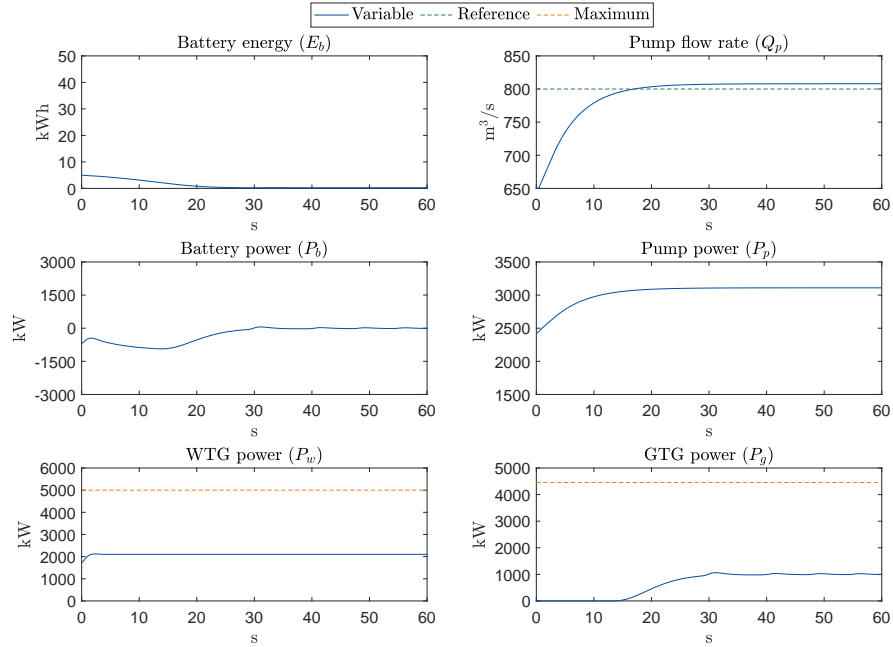 Variable Reference Maximum
Battery energy (E_b)
50
40
30
20
10
0
kWh
0 10 20 30 40 50 60
s
Pump flow rate (Q_p)
850
800
750
700
650
m³/s
0 10 20 30 40 50 60
s
Battery power (P_b)
3000
1500
0
-1500
-3000
kW
0 10 20 30 40 50 60
s
Pump power (P_p)
3500
3000
2500
2000
1500
kW
0 10 20 30 40 50 60
s
WTG power (P_w)
6000
5000
4000
3000
2000
1000
0
kW
0 10 20 30 40 50 60
s
GTG power (P_g)
5000
4000
3000
2000
1000
0
kW
0 10 20 30 40 50 60
s